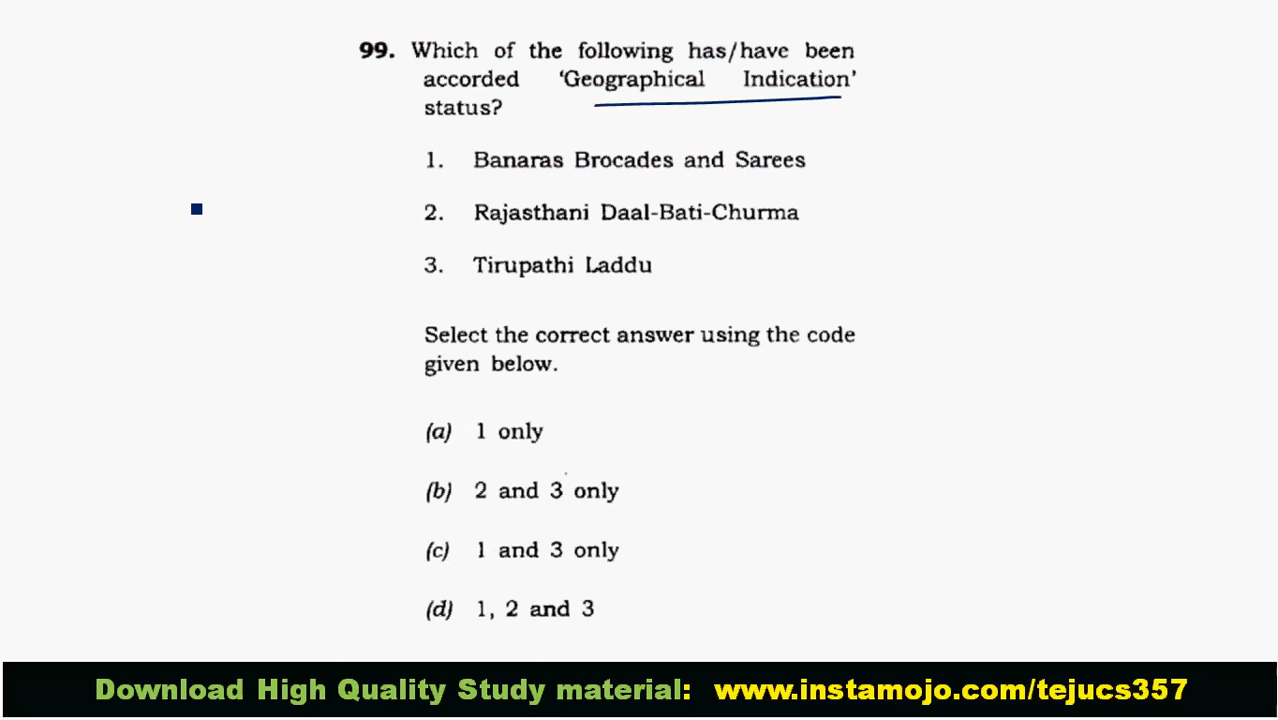 99. Which of the following has/have been
accorded 'Geographical Indication'
status?
1. Banaras Brocades and Sarees
2. Rajasthani Daal-Bati-Churma
3. Tirupathi Laddu
Select the correct answer using the code
given below.
(a) 1 only
(b) 2 and 3 only
(c) 1 and 3 only
(d) 1, 2 and 3
Download High Quality Study material: www.instamojo.com/tejucs357